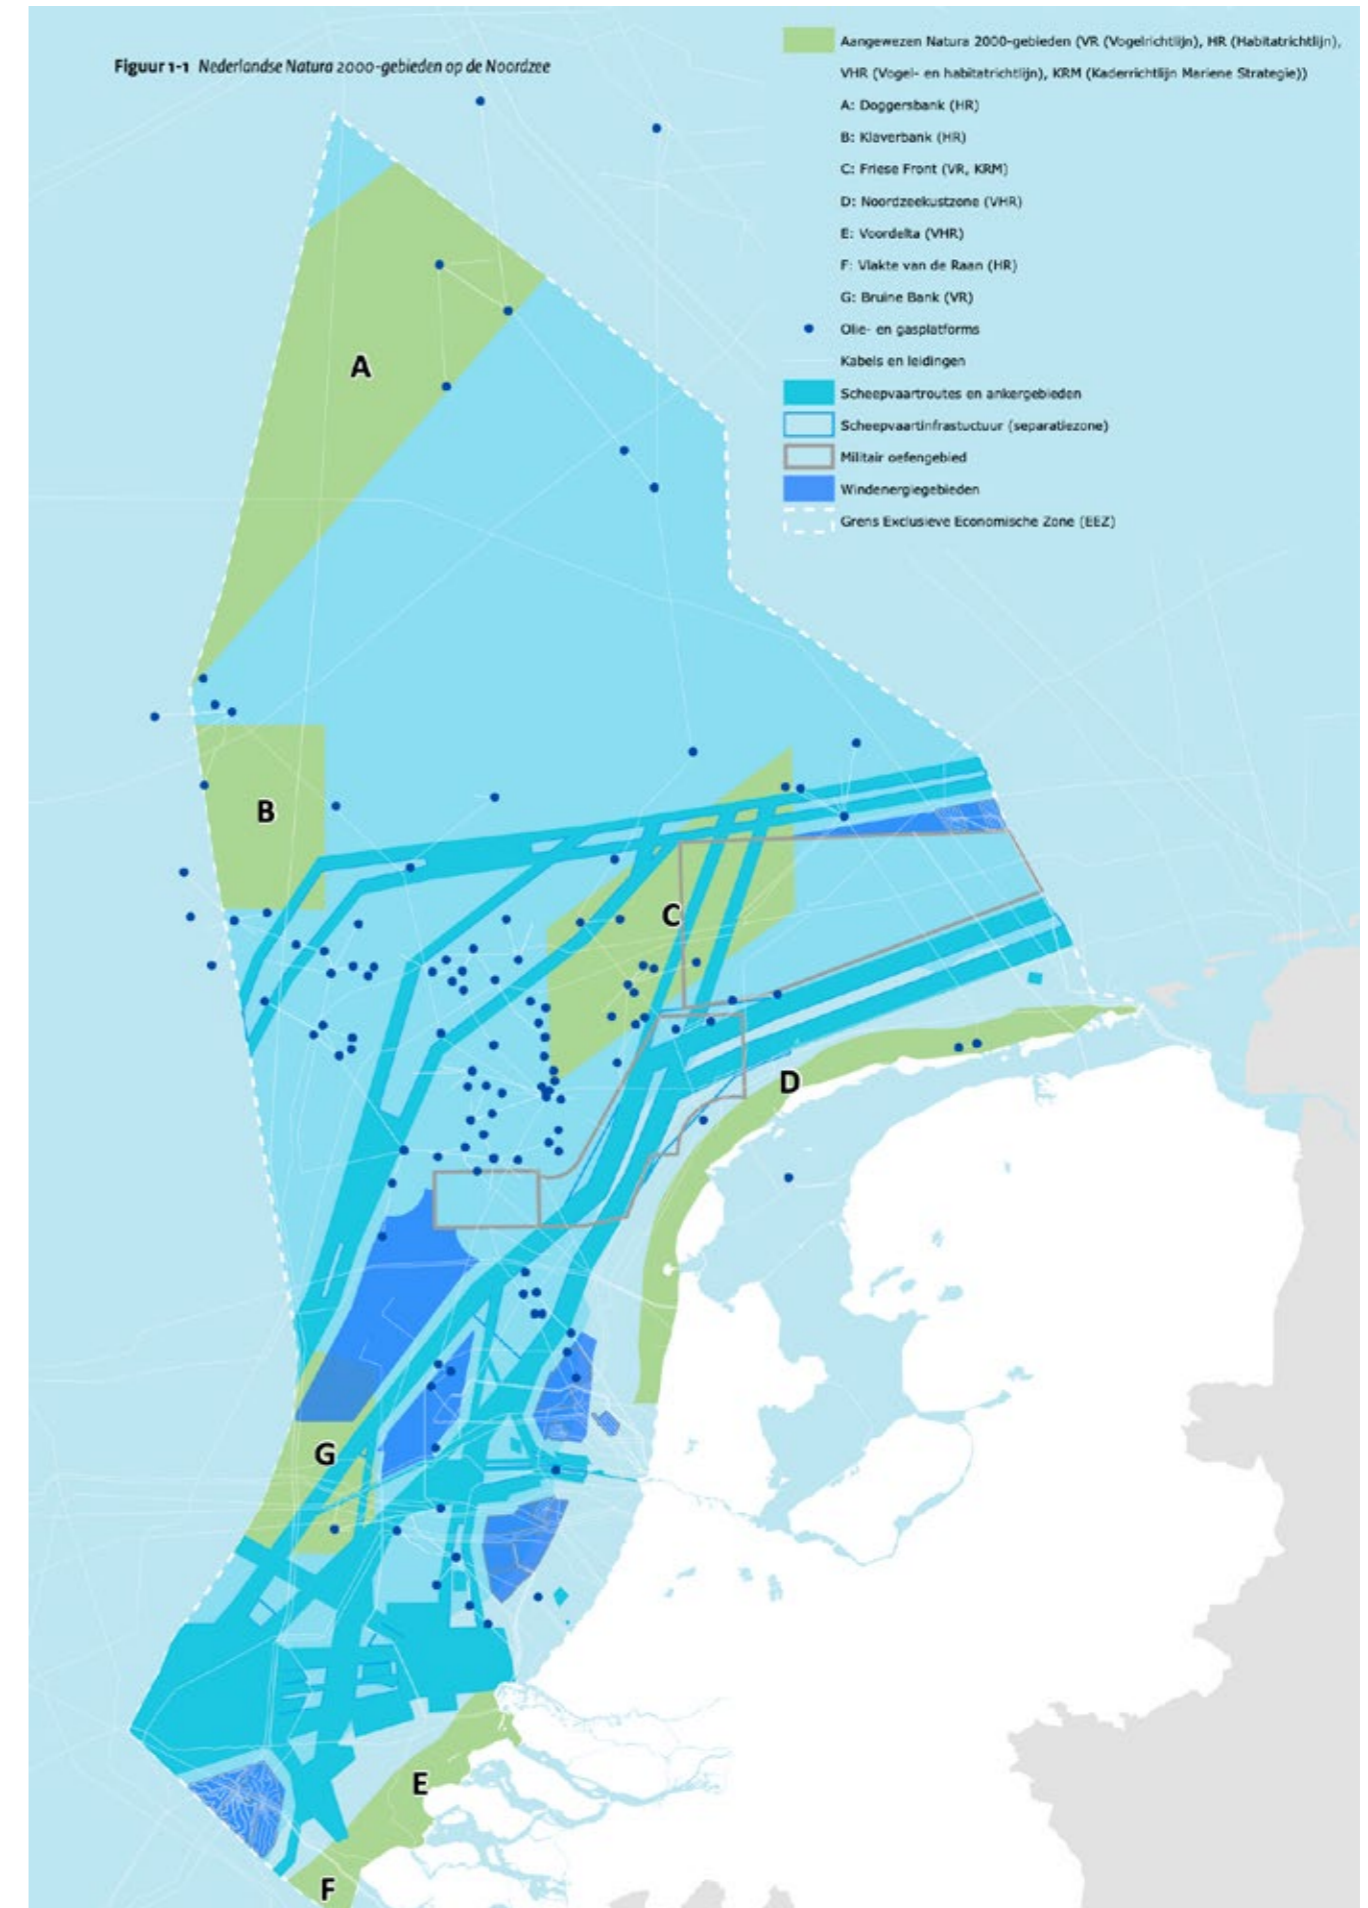 Figuur 1-1 Nederlandse Natura 2000-gebieden op de Noordzee
Aangewezen Natura 2000-gebieden (VR (Vogelrichtlijn), HR (Habitatrichtlijn),
VHR (Vogel- en habitatrichtlijn), KRM (Kaderrichtlijn Mariene Strategie))
A: Doggersbank (HR)
B: Klaverbank (HR)
C: Friese Front (VR, KRM)
D: Noordzeekustzone (VHR)
E: Voordelta (VHR)
F: Vlakte van de Raan (HR)
G: Bruine Bank (VR)
Olie- en gasplatforms
Kabels en leidingen
Scheepvaartroutes en ankergebieden
Scheepvaartinfrastuctuur (separatiezone)
Militair oefengebied
Windenergiegebieden
Grens Exclusieve Economische Zone (EEZ)
A
B
C
D
G
E
F